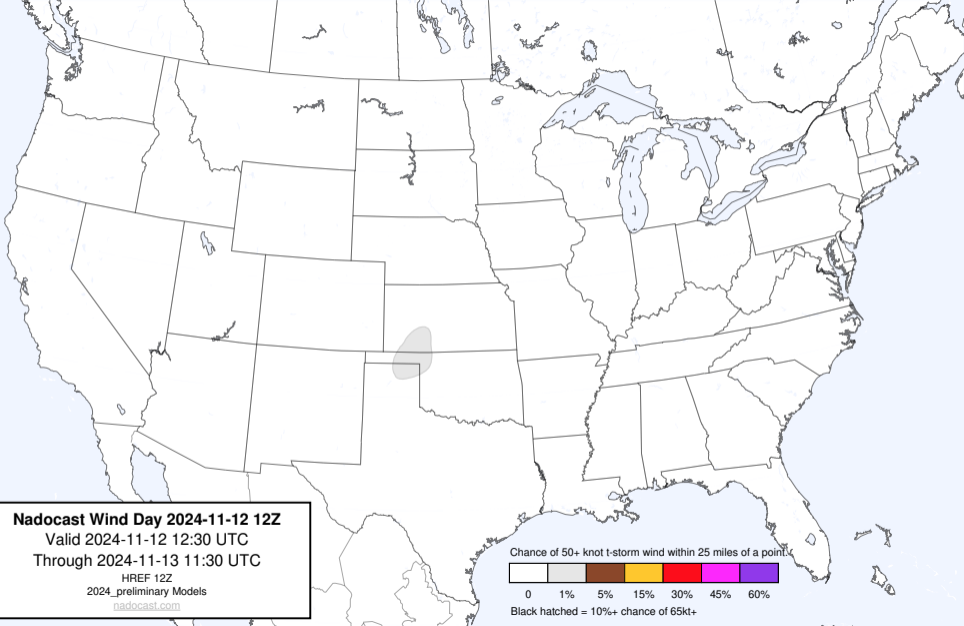 Nadocast Wind Day 2024-11-12 12Z
Valid 2024-11-12 12:30 UTC
Through 2024-11-13 11:30 UTC
HREF 12Z
2024_preliminary Models
nadocast.com
Chance of 50+ knot t-storm wind within 25 miles of a point.
0 1% 5% 15% 30% 45% 60%
Black hatched = 10%+ chance of 65kt+